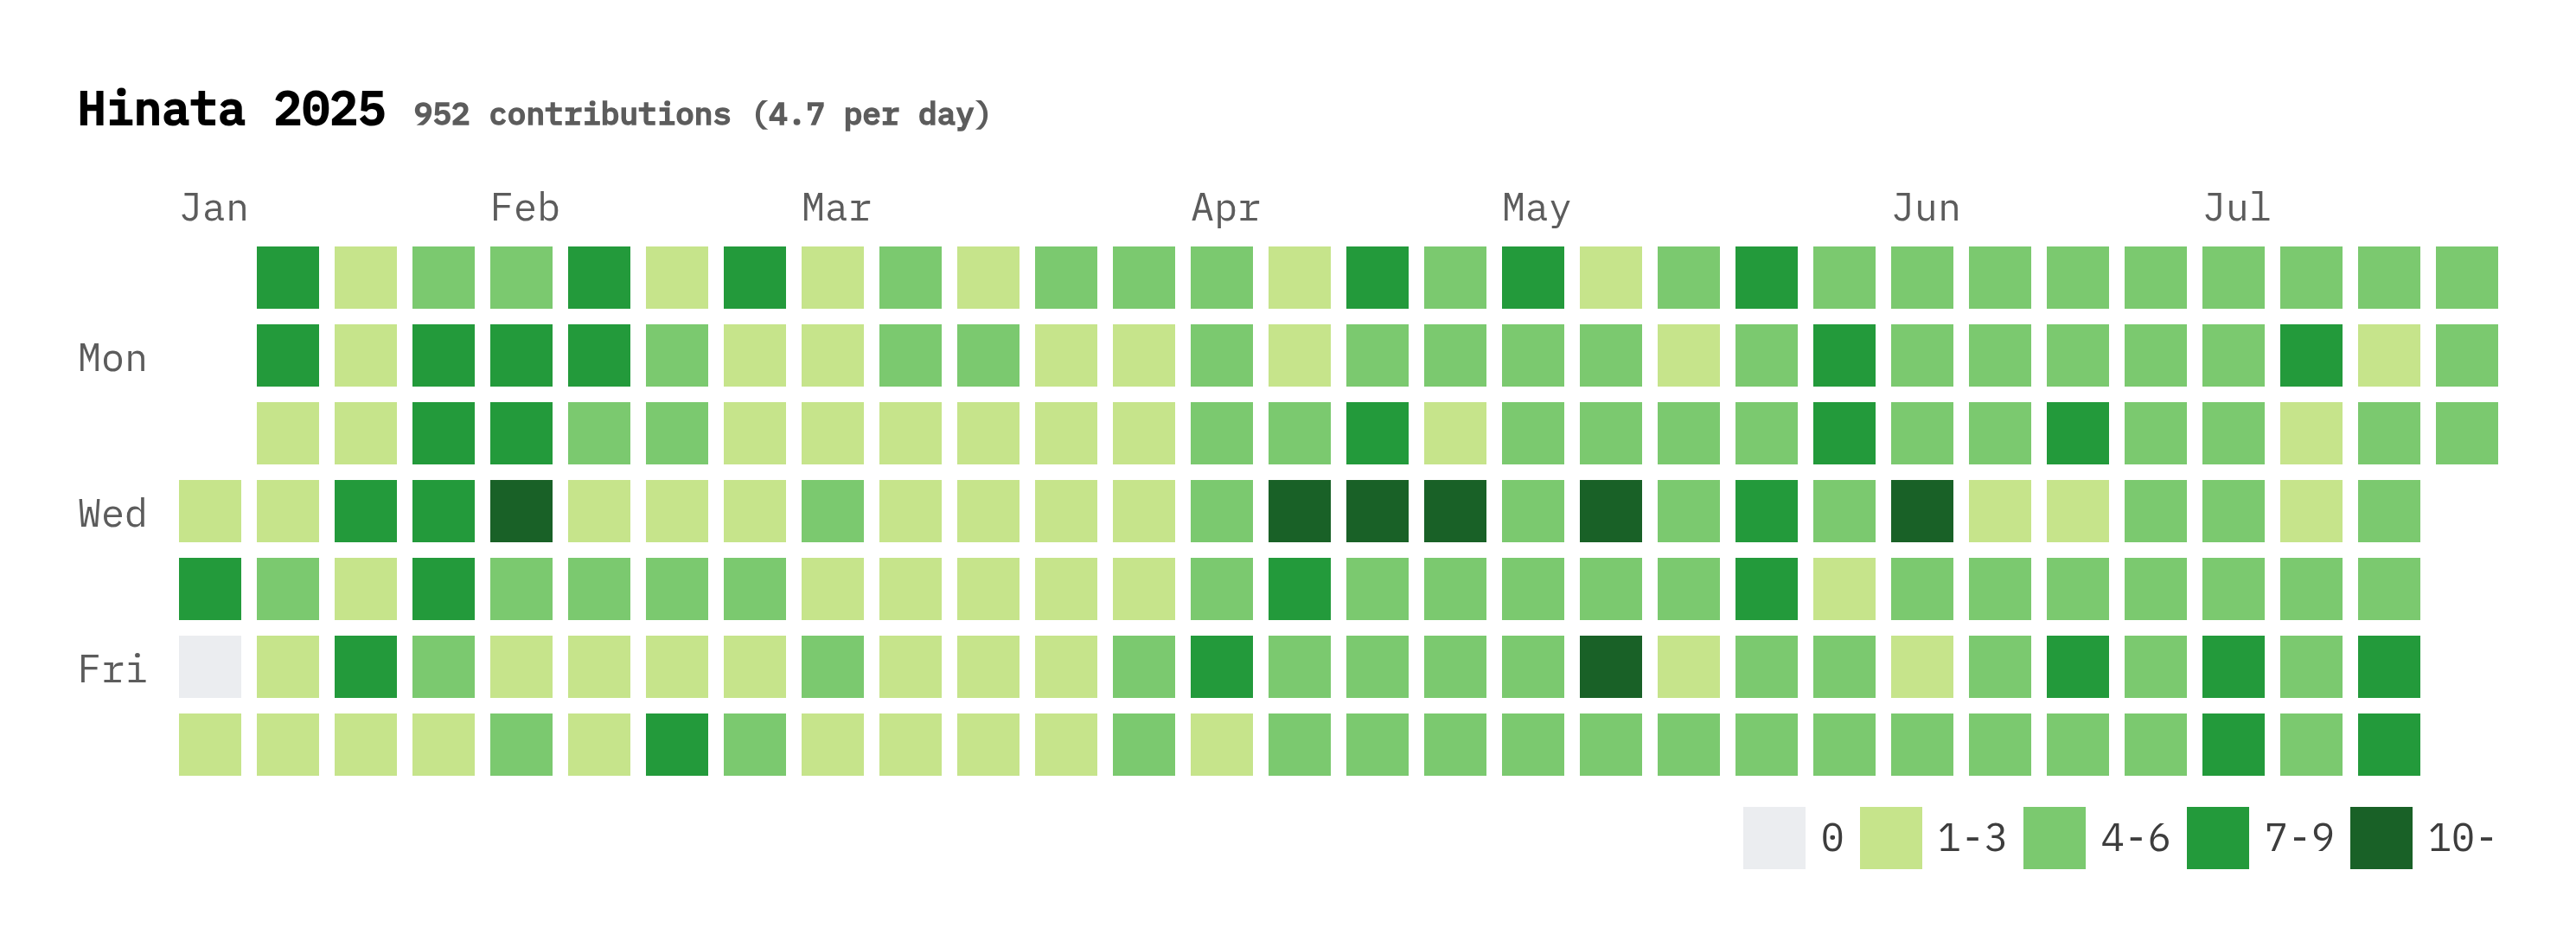 Hinata 2025 952 contributions (4.7 per day)
Jan Feb Mar Apr May Jun Jul
Mon
Wed
Fri
0 1-3 4-6 7-9 10-